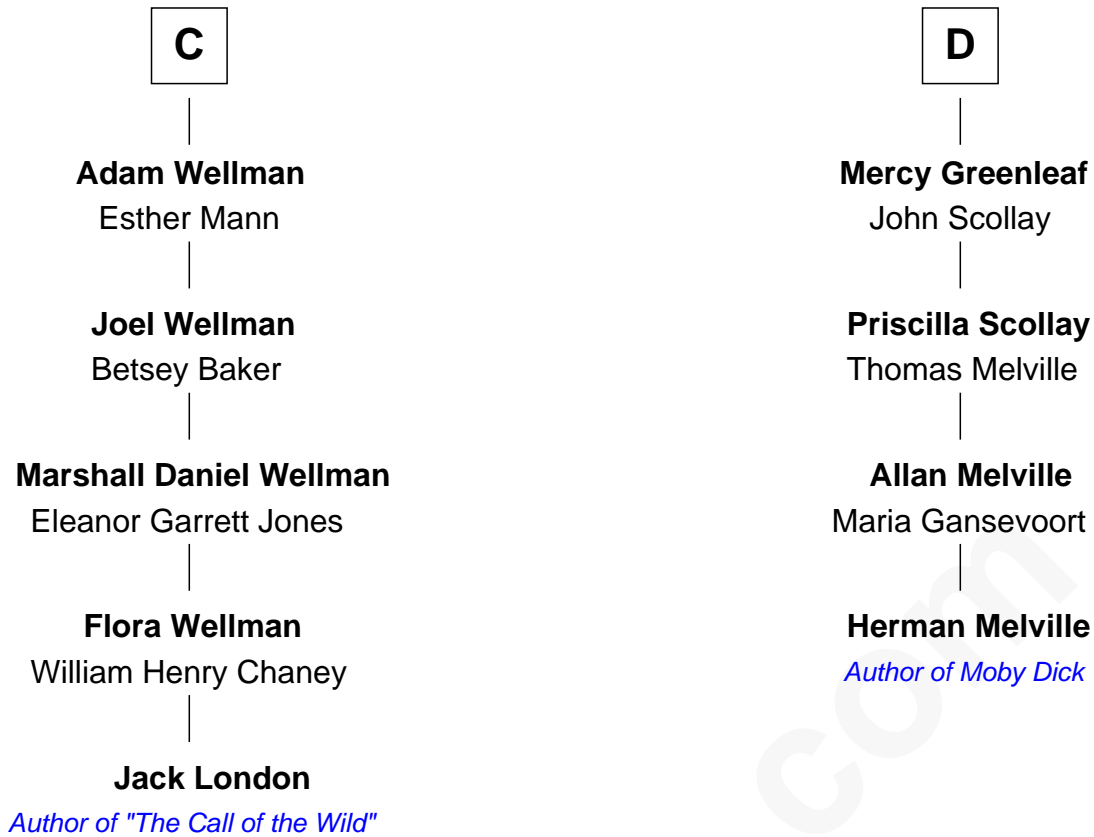 C
Adam Wellman
Esther Mann
Joel Wellman
Betsey Baker
Marshall Daniel Wellman
Eleanor Garrett Jones
Flora Wellman
William Henry Chaney
Jack London
Author of "The Call of the Wild"
D
Mercy Greenleaf
John Scollay
Priscilla Scollay
Thomas Melville
Allan Melville
Maria Gansevoort
Herman Melville
Author of Moby Dick
com